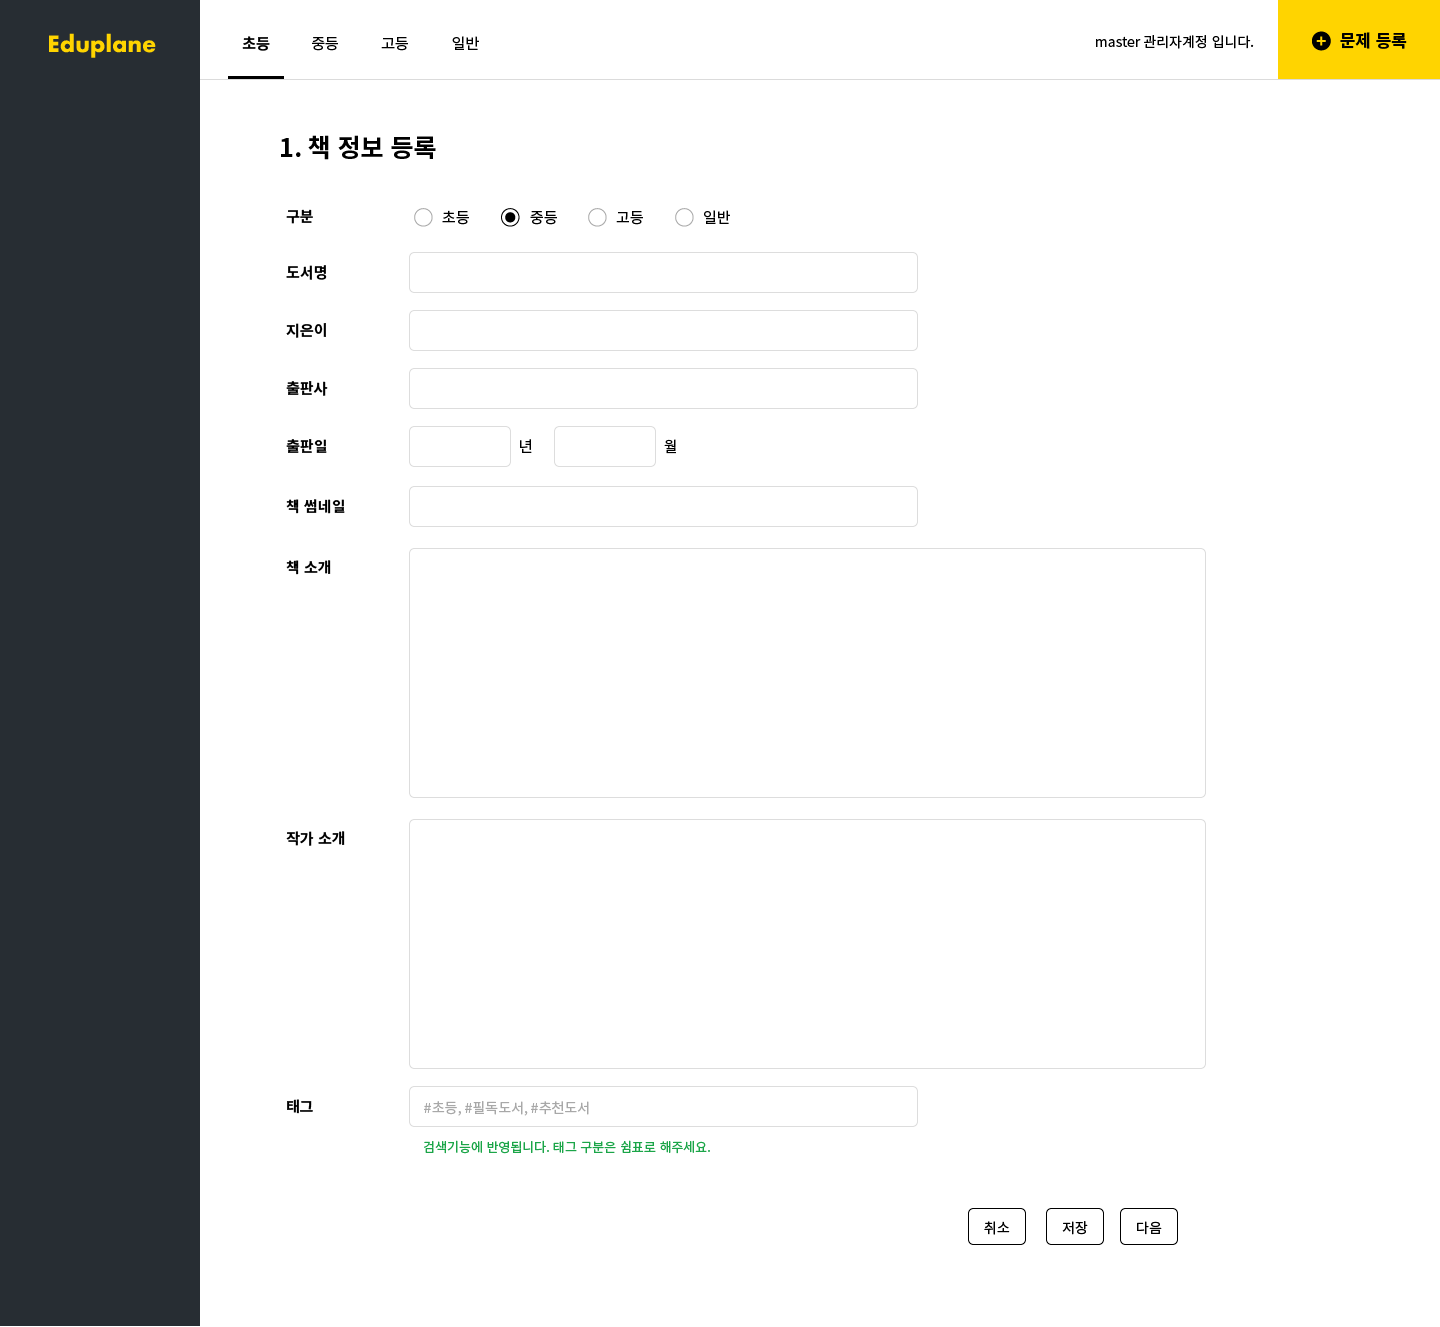 Eduplane
초등 중등 고등 일반
master 관리자계정 입니다.
문제 등록
1. 책 정보 등록
구분 초등 중등 고등 일반
도서명
지은이
출판사
출판일 년 월
책 썸네일
책 소개
작가 소개
태그 #초등, #필독도서, #추천도서
검색기능에 반영됩니다. 태그 구분은 쉼표로 해주세요.
취소 저장 다음